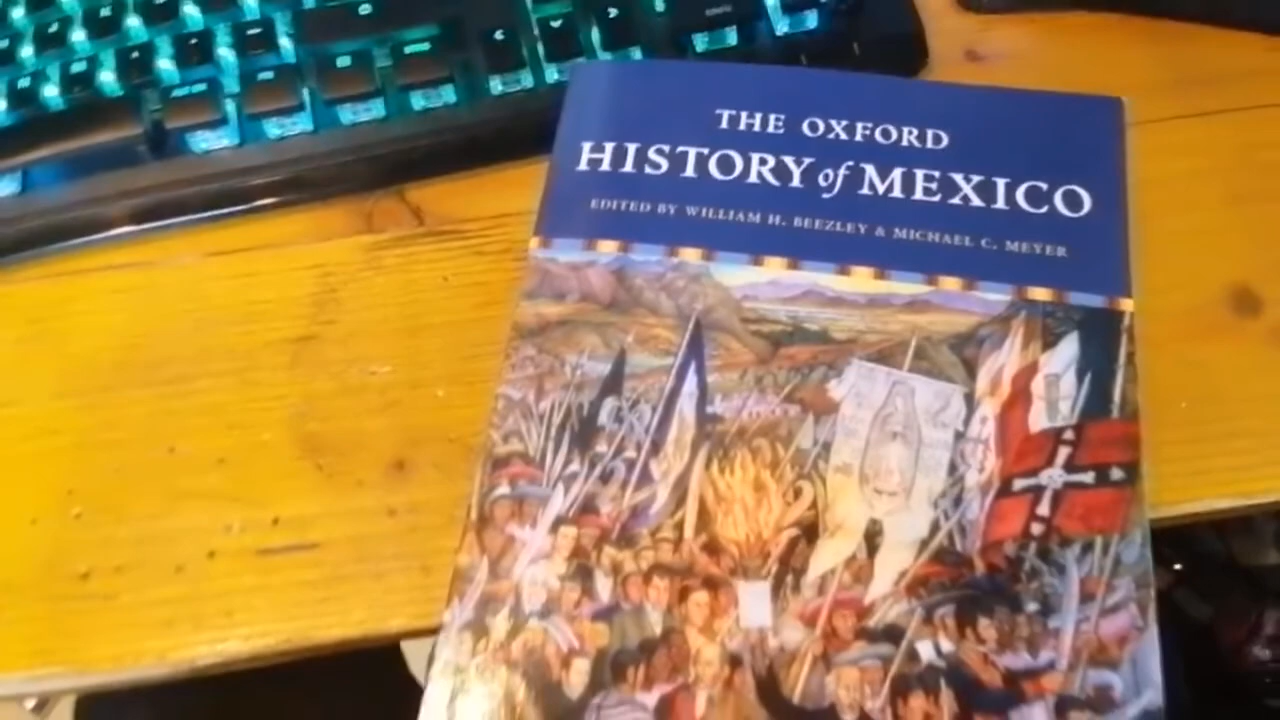 THE OXFORD
HISTORY of MEXICO
EDITED BY WILLIAM H. BEEZLEY & MICHAEL C. MEYER